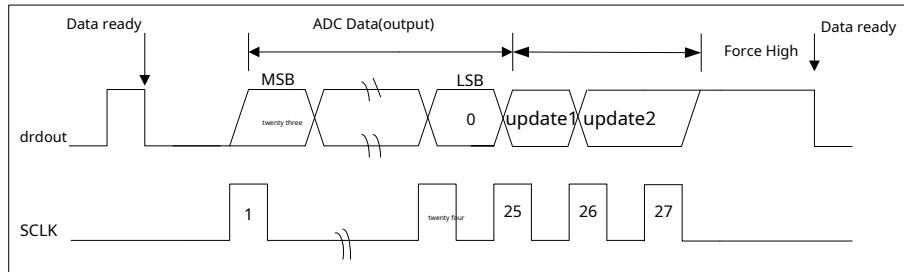 Data ready
ADC Data(output)
Force High
Data ready
MSB
LSB
drdout
twenty three
0
update1
update2
SCLK
1
twenty four
25
26
27